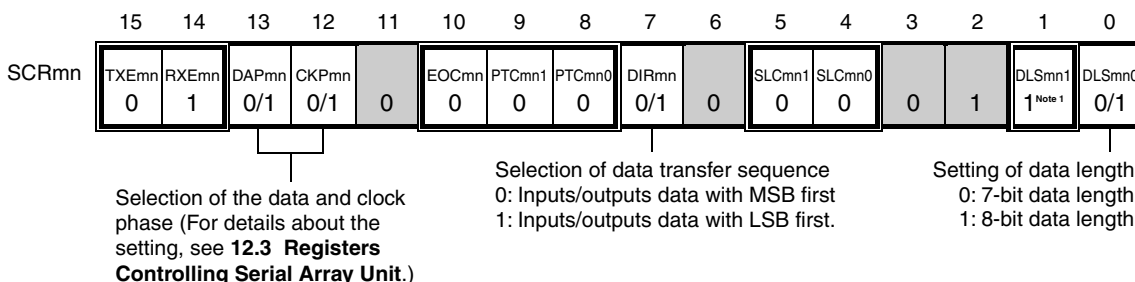 15 14 13 12 11 10 9 8 7 6 5 4 3 2 1 0
SCRmn
TXEmn RXEmn DAPmn CKPmn EOCmn PTCmn1 PTCmn0 DIRmn SLCmn1 SLCmn0 DLSmn1 DLSmn0
0 1 0/1 0/1 0 0 0 0 0/1 0 0 0 0 1 1 Note 1 0/1
Selection of the data and clock
phase (For details about the
setting, see 12.3 Registers
Controlling Serial Array Unit.)
Selection of data transfer sequence
0: Inputs/outputs data with MSB first
1: Inputs/outputs data with LSB first.
Setting of data length
0: 7-bit data length
1: 8-bit data length